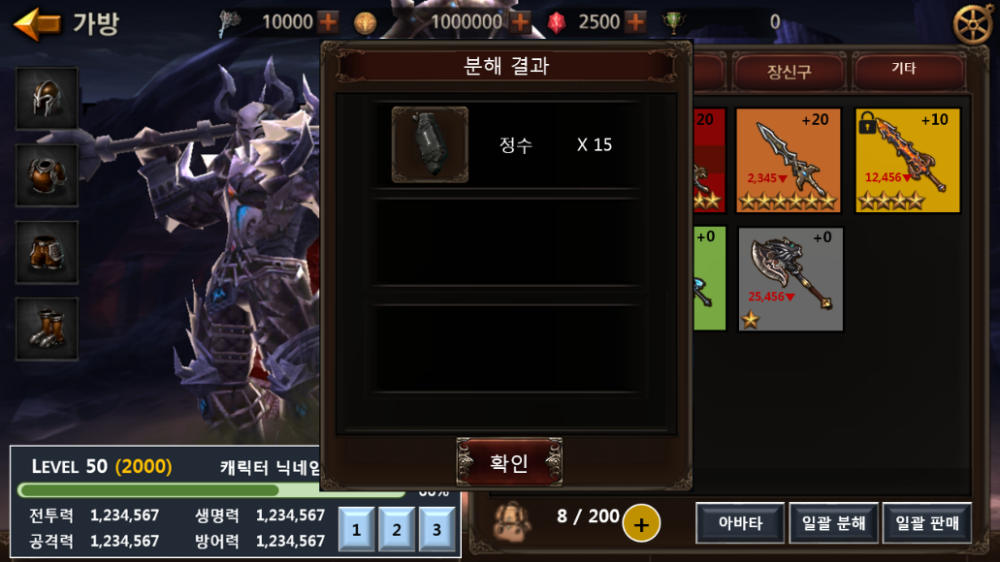 가방 10000 1000000 2500 0
분해 결과
정수 X 15
확인
장신구 기타
20 +20 +10
2,345 12,456
+0 +0
25,456
LEVEL 50 (2000) 캐릭터 닉네임
전투력 1,234,567 생명력 1,234,567
공격력 1,234,567 방어력 1,234,567
1 2 3
8 / 200 +
아바타 일괄 분해 일괄 판매